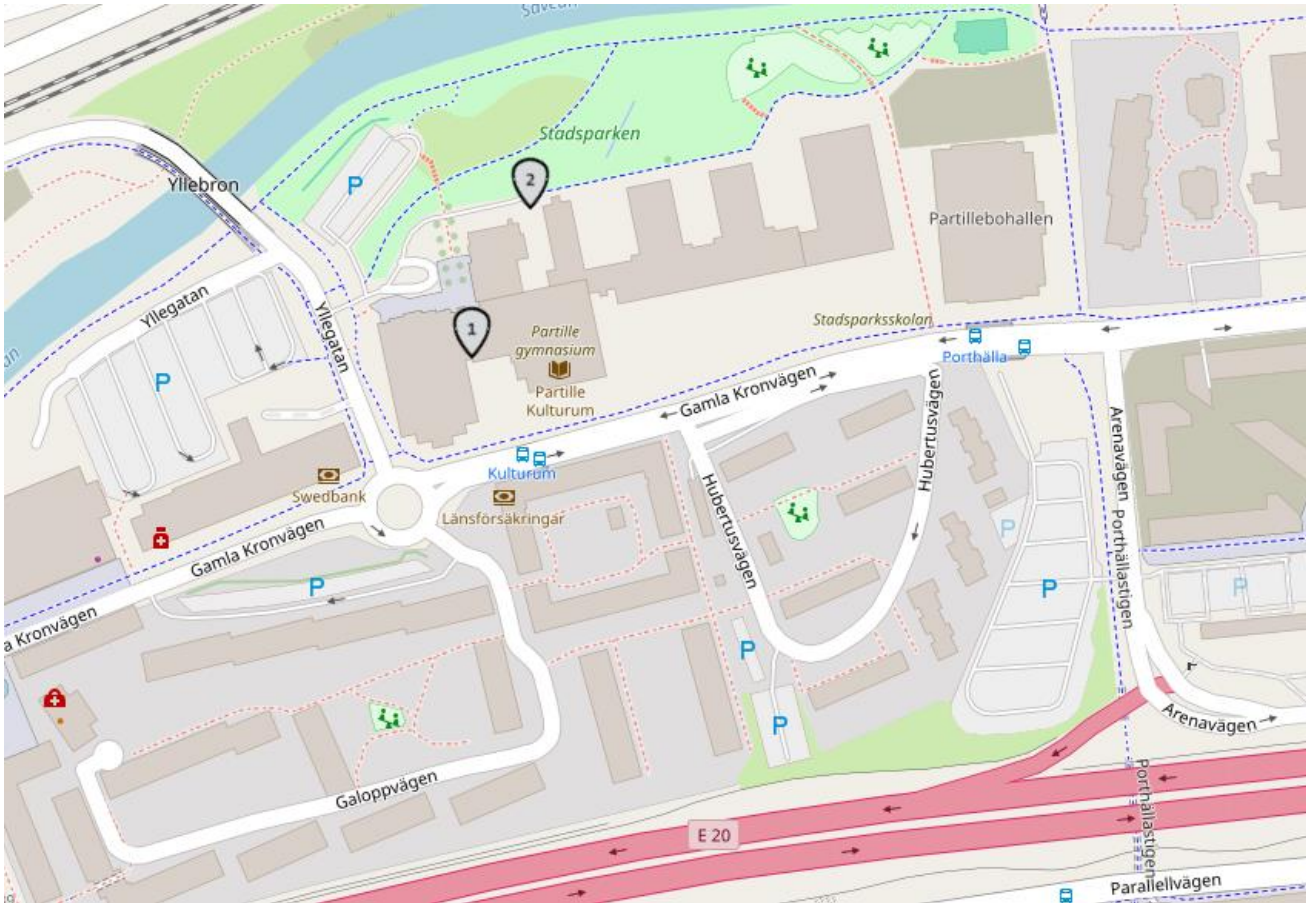 Säveån
Stadsparken
2
P
Yllebron
Partillebohallen
Yllegatan
Yllegatan
1
Partille
gymnasium
Partille
Kulturum
Stadsparksskolan
Porthälla
P
Gamla Kronvägen
Kulturum
Swedbank
Länsförsäkringar
Hubertusvägen
Hubertusvägen
Arenavägen
Porthällastigen
Gamla Kronvägen
P
P
P
P
la Kronvägen
P
P
Arenavägen
Galoppvägen
Porthällastigen
E 20
Parallellvägen